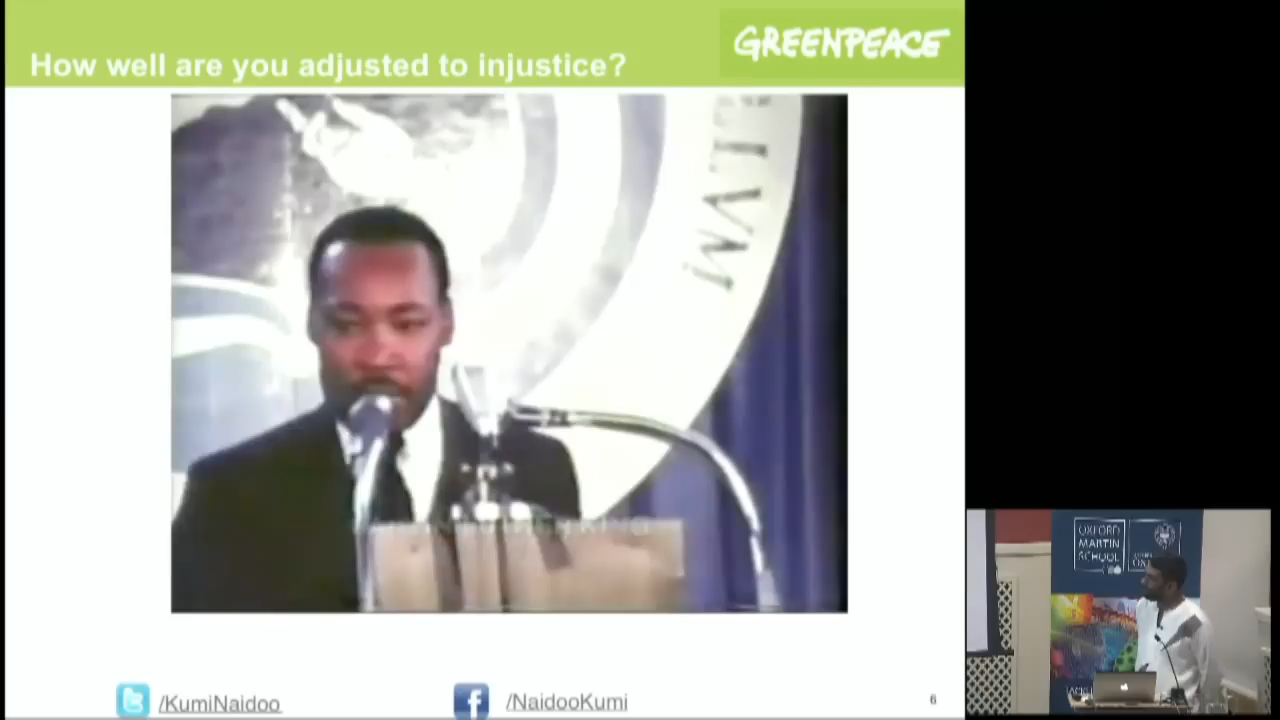 How well are you adjusted to injustice?
GREENPEACE
/KumiNaidoo
/NaidooKumi
6
OXFORD
MARTIN
SCHOOL